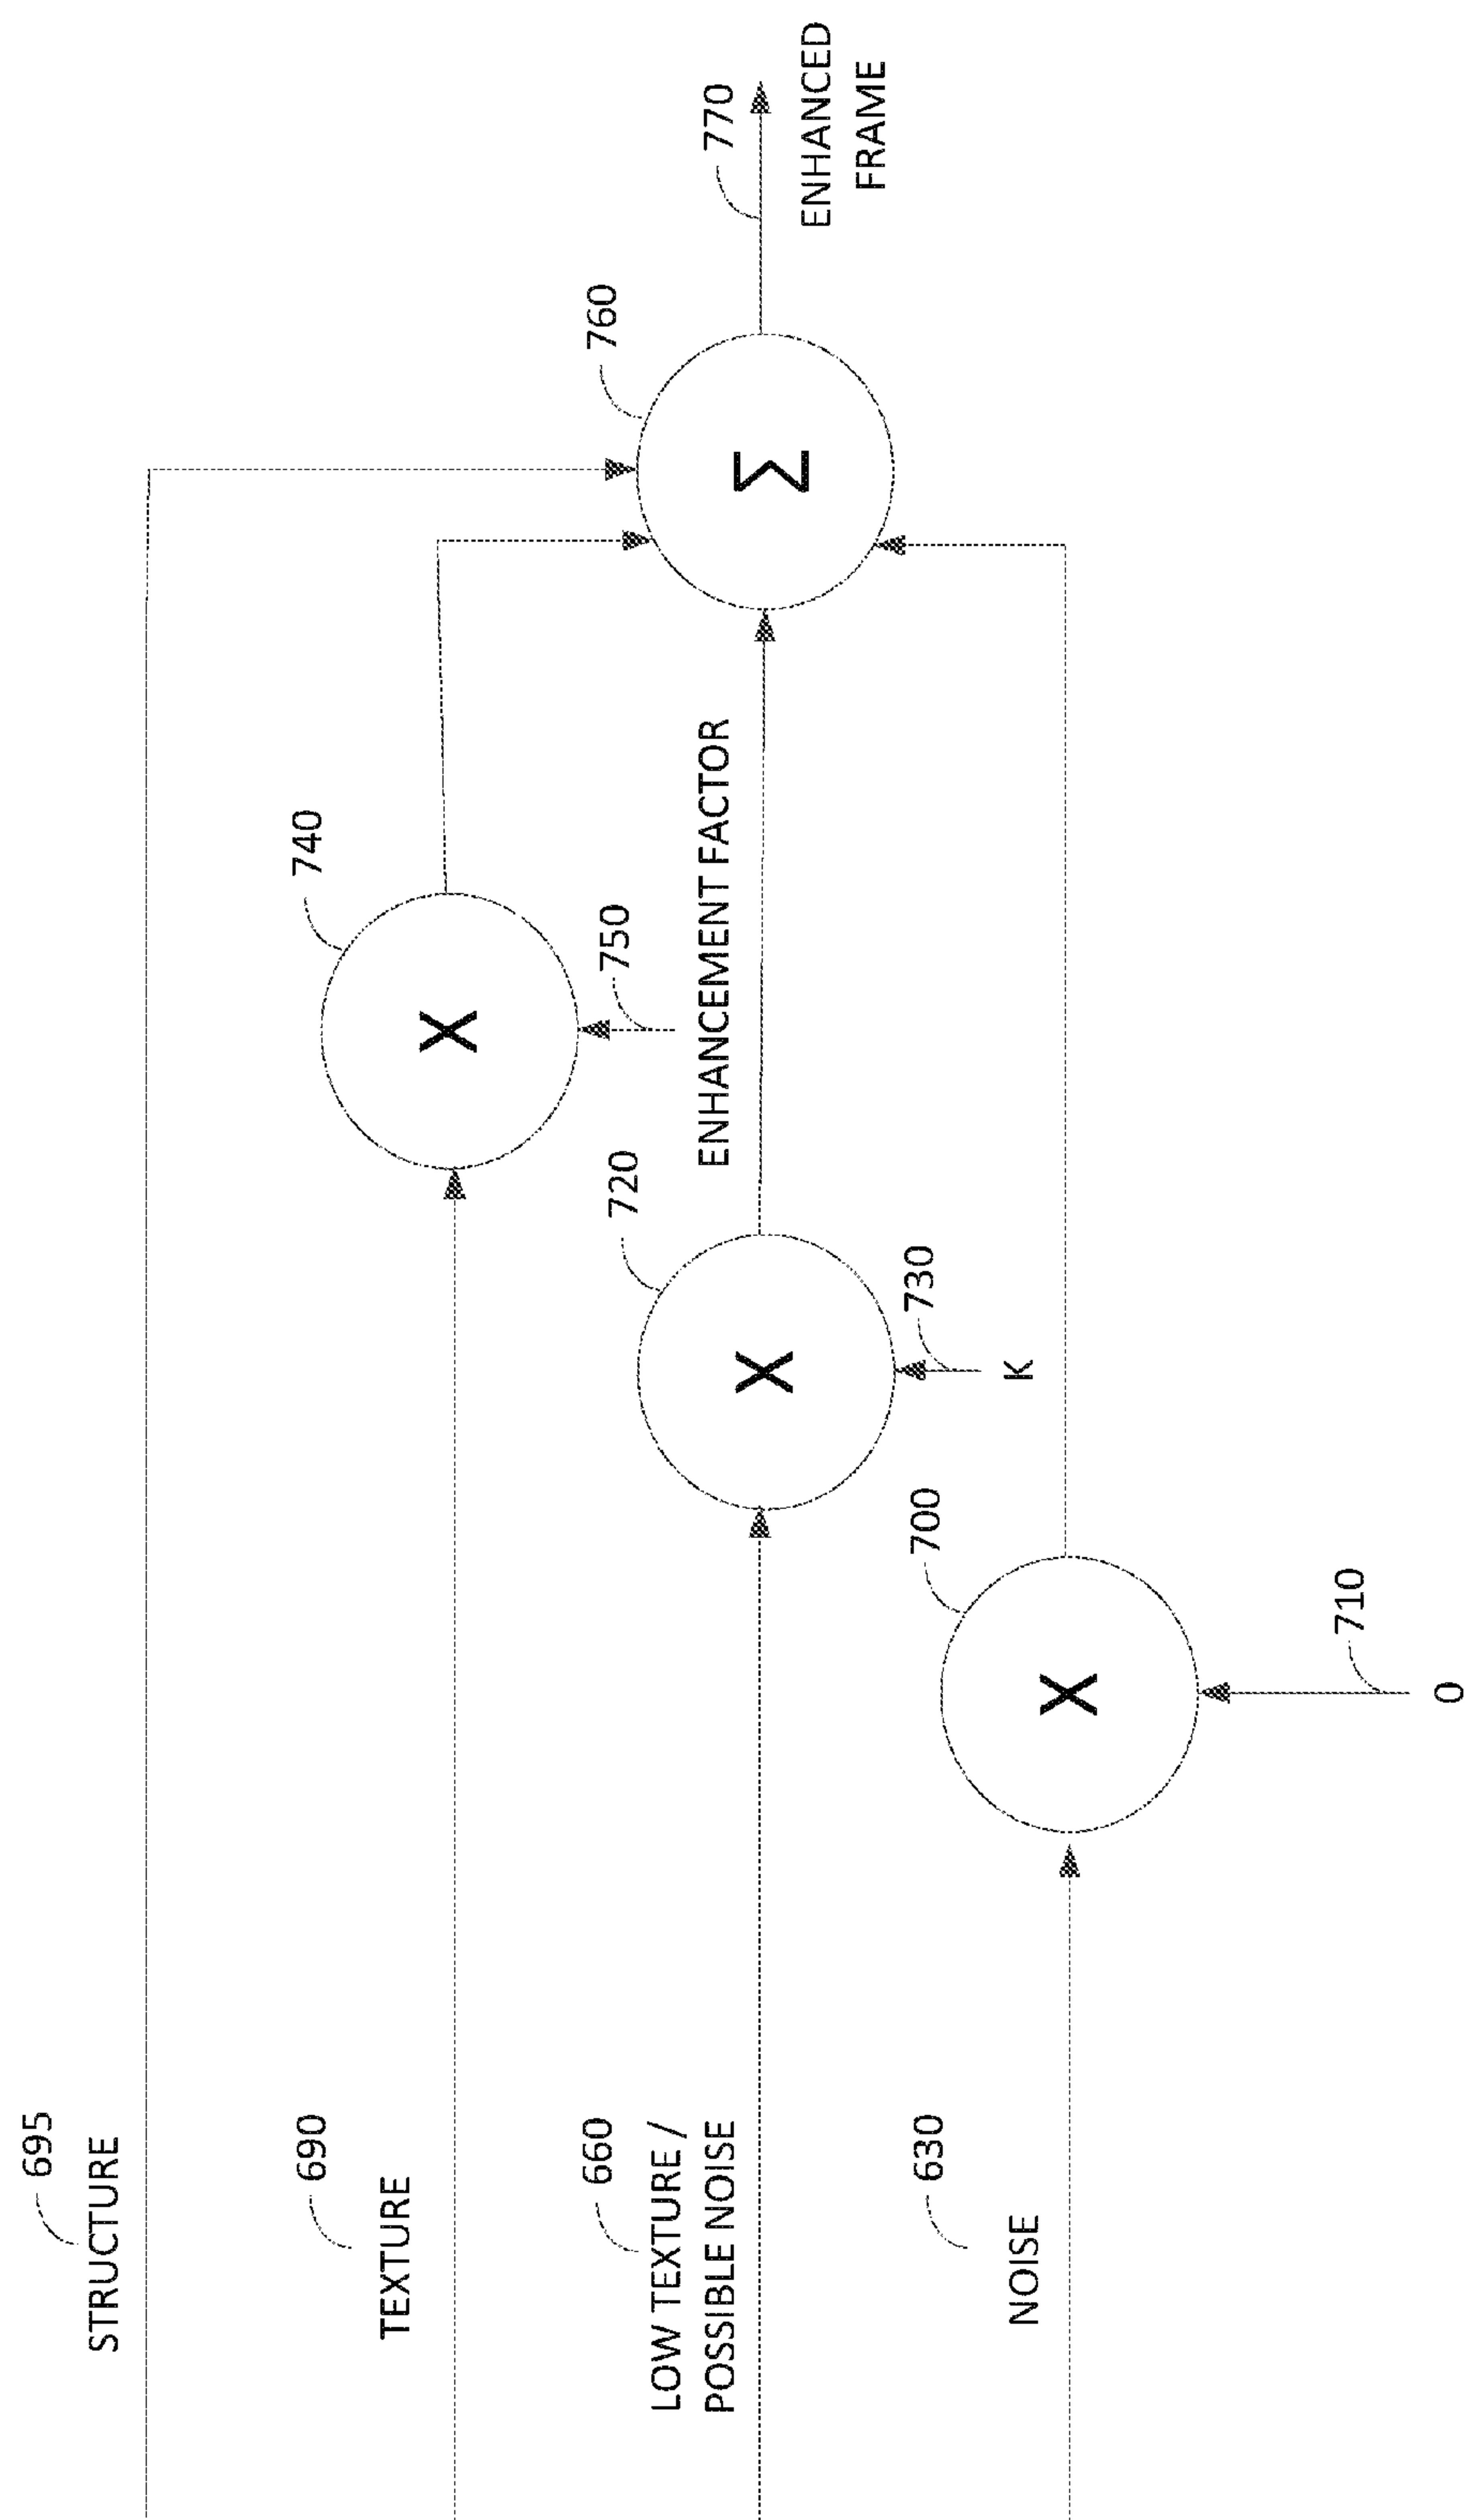 695
STRUCTURE
690
TEXTURE
740
X
750
ENHANCEMENT FACTOR
660
LOW TEXTURE /
POSSIBLE NOISE
720
X
730
K
760
Σ
770
ENHANCED
FRAME
630
NOISE
700
X
710
0